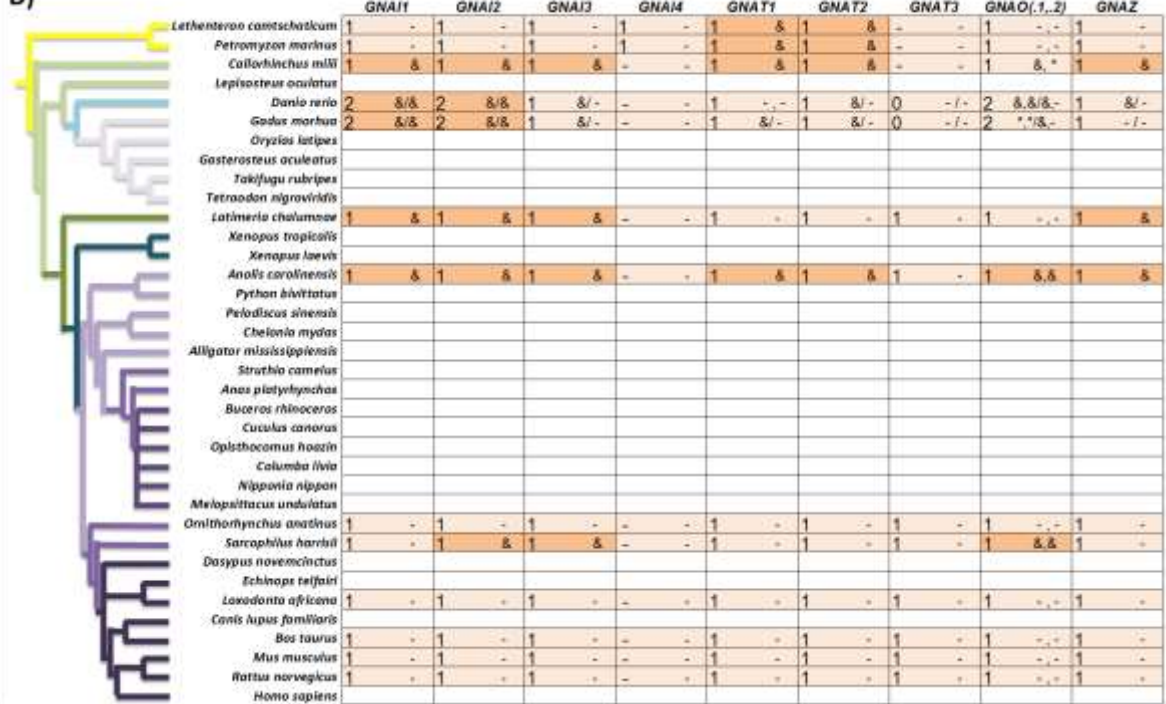 GNAI1 GNAI2 GNAI3 GNAI4 GNAT1 GNAT2 GNAT3 GNAO(.1,.2) GNAZ
Lethenteron camtschaticum 1 - 1 - 1 - 1 - 1 & 1 & - - 1 -,- 1 -
Petromyzon marinus 1 - 1 - 1 - 1 - 1 & 1 & - - 1 -,- 1 -
Callorhinchus milii 1 & 1 & 1 & - - 1 & 1 & - - 1 &,* 1 &
Lepisosteus oculatus
Danio rerio 2 &/& 2 &/& 1 &/- - - 1 -,- 1 &/- 0 -/- 2 &,&/&,- 1 &/-
Gadus morhua 2 &/& 2 &/& 1 &/- - - 1 &/- 1 &/- 0 -/- 2 *,*/&,- 1 -/-
Oryzias latipes
Gasterosteus aculeatus
Takifugu rubripes
Tetraodon nigroviridis
Latimeria chalumnae 1 & 1 & 1 & - - 1 - 1 - 1 - 1 -,- 1 &
Xenopus tropicalis
Xenopus laevis
Anolis carolinensis 1 & 1 & 1 & - - 1 & 1 & 1 - 1 &,& 1 &
Python bivittatus
Pelodiscus sinensis
Chelonia mydas
Alligator mississippiensis
Struthio camelus
Anas platyrhynchos
Buceros rhinoceros
Cuculus canorus
Opisthocomus hoazin
Columba livia
Nipponia nippon
Melopsittacus undulatus
Ornithorhynchus anatinus 1 - 1 - 1 - - - 1 - 1 - 1 - 1 -,- 1 -
Sarcophilus harrisii 1 - 1 & 1 & - - 1 - 1 - 1 - 1 &,& 1 -
Dasypus novemcinctus
Echinops telfairi
Loxodonta africana 1 - 1 - 1 - - - 1 - 1 - 1 - 1 -,- 1 -
Canis lupus familiaris
Bos taurus 1 - 1 - 1 - - - 1 - 1 - 1 - 1 -,- 1 -
Mus musculus 1 - 1 - 1 - - - 1 - 1 - 1 - 1 -,- 1 -
Rattus norvegicus 1 - 1 - 1 - - - 1 - 1 - 1 - 1 -,- 1 -
Homo sapiens